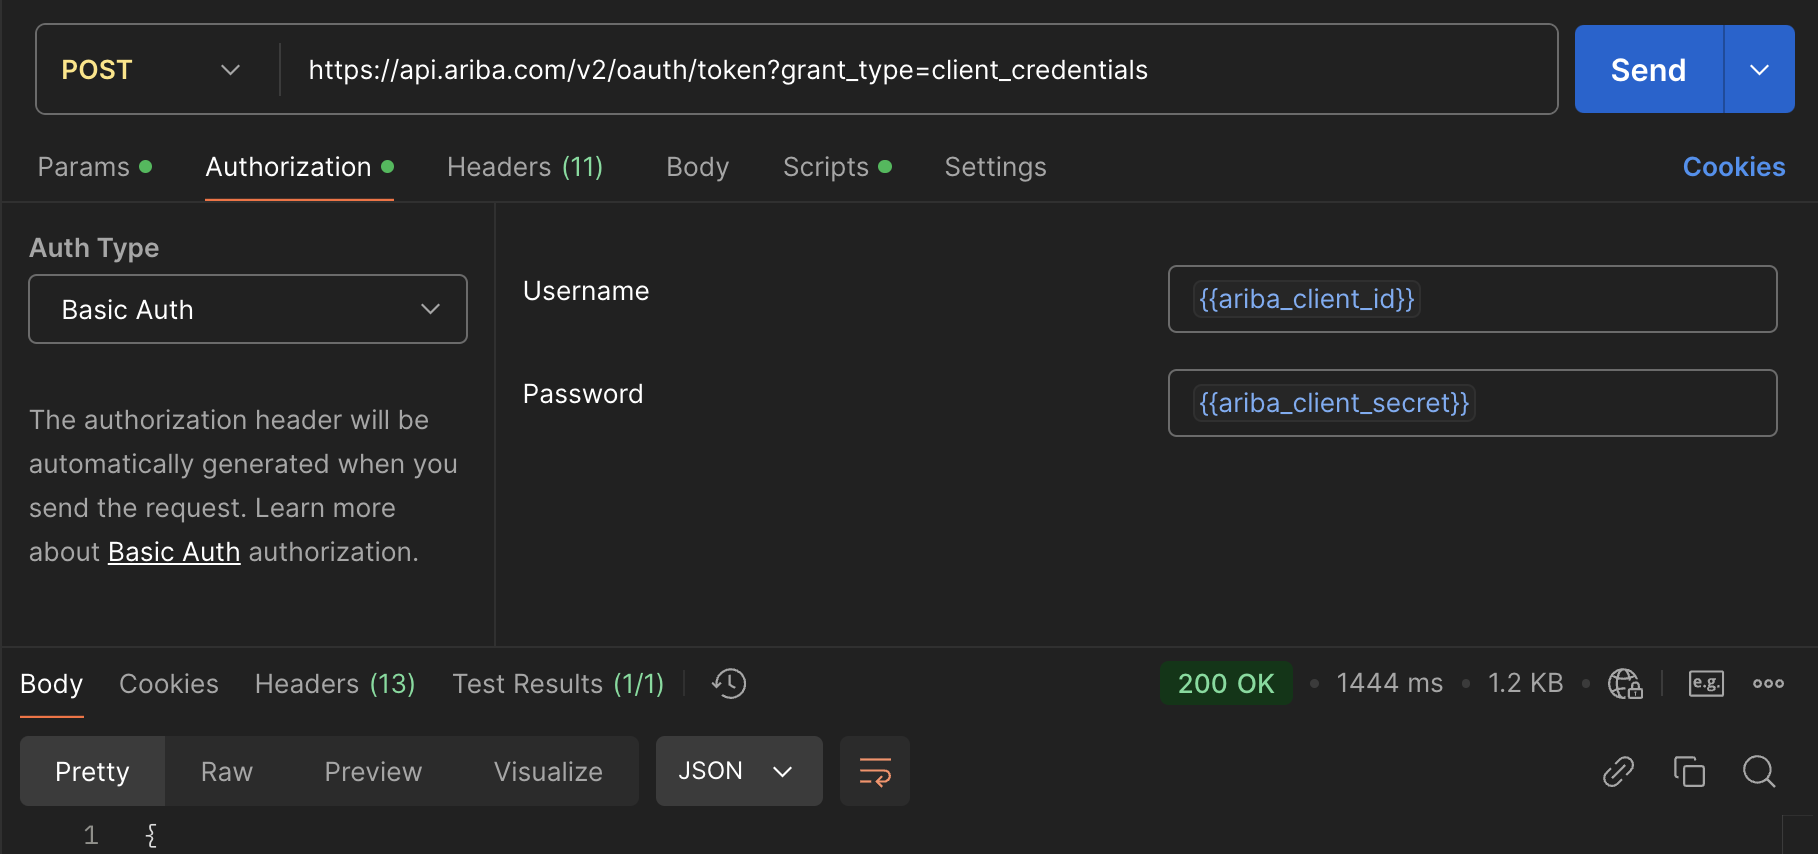 POST https://api.ariba.com/v2/oauth/token?grant_type=client_credentials Send
Params Authorization Headers (11) Body Scripts Settings Cookies
Auth Type
Basic Auth
The authorization header will be
automatically generated when you
send the request. Learn more
about Basic Auth authorization.
Username {{ariba_client_id}}
Password {{ariba_client_secret}}
Body Cookies Headers (13) Test Results (1/1) 200 OK • 1444 ms • 1.2 KB • e.g.
Pretty Raw Preview Visualize JSON
1 {